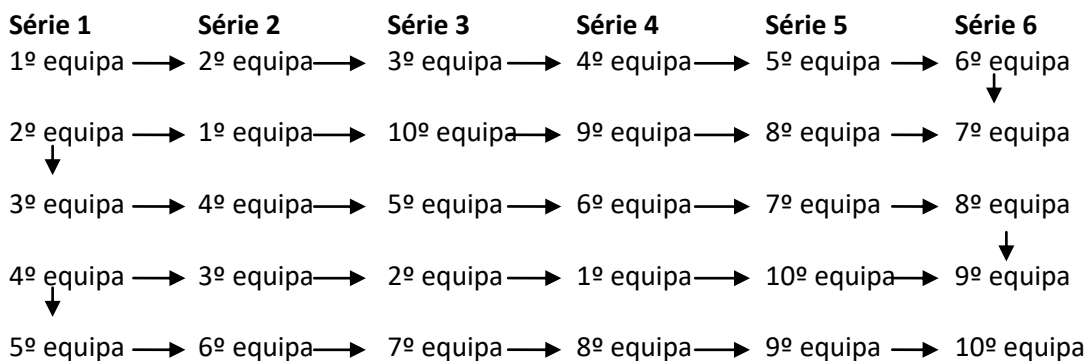 Série 1 Série 2 Série 3 Série 4 Série 5 Série 6
1º equipa 2º equipa 3º equipa 4º equipa 5º equipa 6º equipa
2º equipa 1º equipa 10º equipa 9º equipa 8º equipa 7º equipa
3º equipa 4º equipa 5º equipa 6º equipa 7º equipa 8º equipa
4º equipa 3º equipa 2º equipa 1º equipa 10º equipa 9º equipa
5º equipa 6º equipa 7º equipa 8º equipa 9º equipa 10º equipa